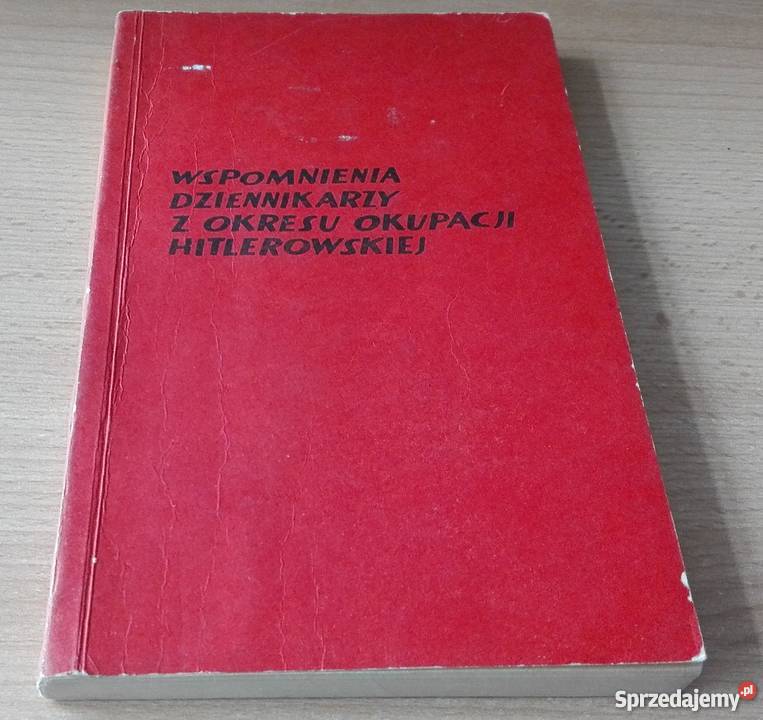 WSPOMNIENIA
DZIENNIKARZY
Z OKRESU OKUPACJI
HITLEROWSKIEJ
Sprzedajemy.pl